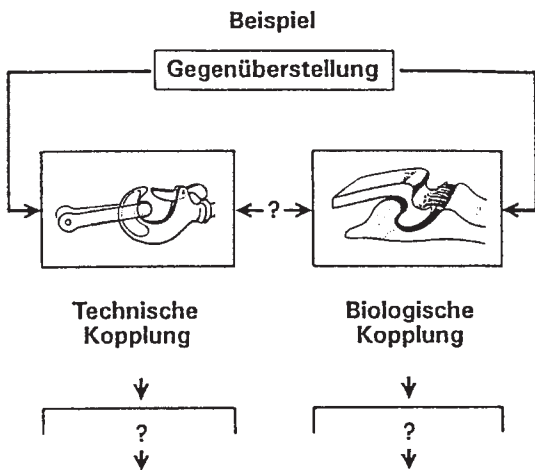 Beispiel
Gegenüberstellung
?
Technische
Kopplung
Biologische
Kopplung
?
?